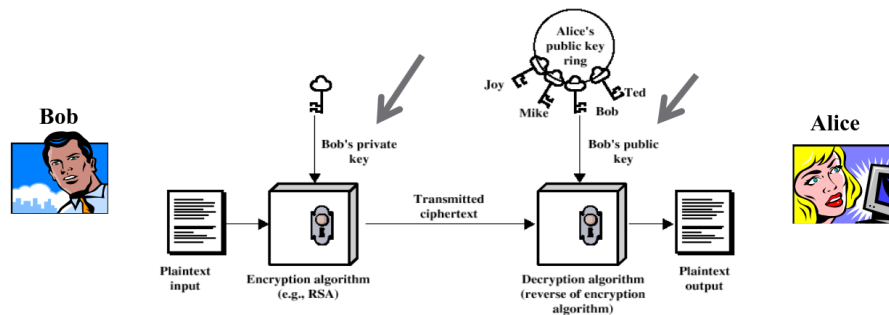 Alice's
public key
ring
Joy
Ted
Mike
Bob
Bob
Alice
Bob's private
key
Bob's public
key
Transmitted
ciphertext
Plaintext
input
Encryption algorithm
(e.g., RSA)
Decryption algorithm
(reverse of encryption
algorithm)
Plaintext
output